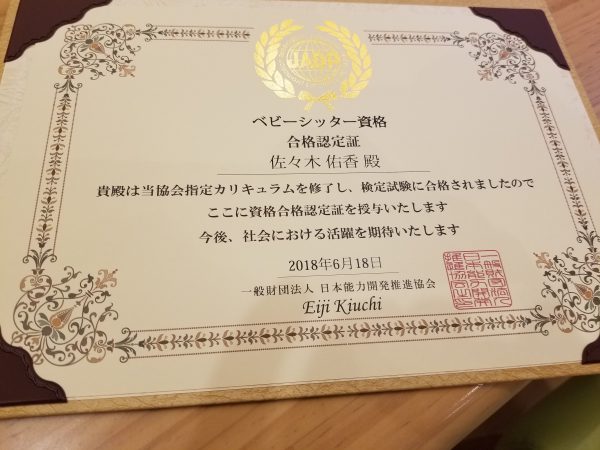 ベビーシッター資格
合格認定証
佐々木 佑香 殿
貴殿は当協会指定カリキュラムを修了し、検定試験に合格されましたので
ここに資格合格認定証を授与いたします
今後、社会における活躍を期待いたします
2018年6月18日
一般財団法人 日本能力開発推進協会
Eiji Kiuchi